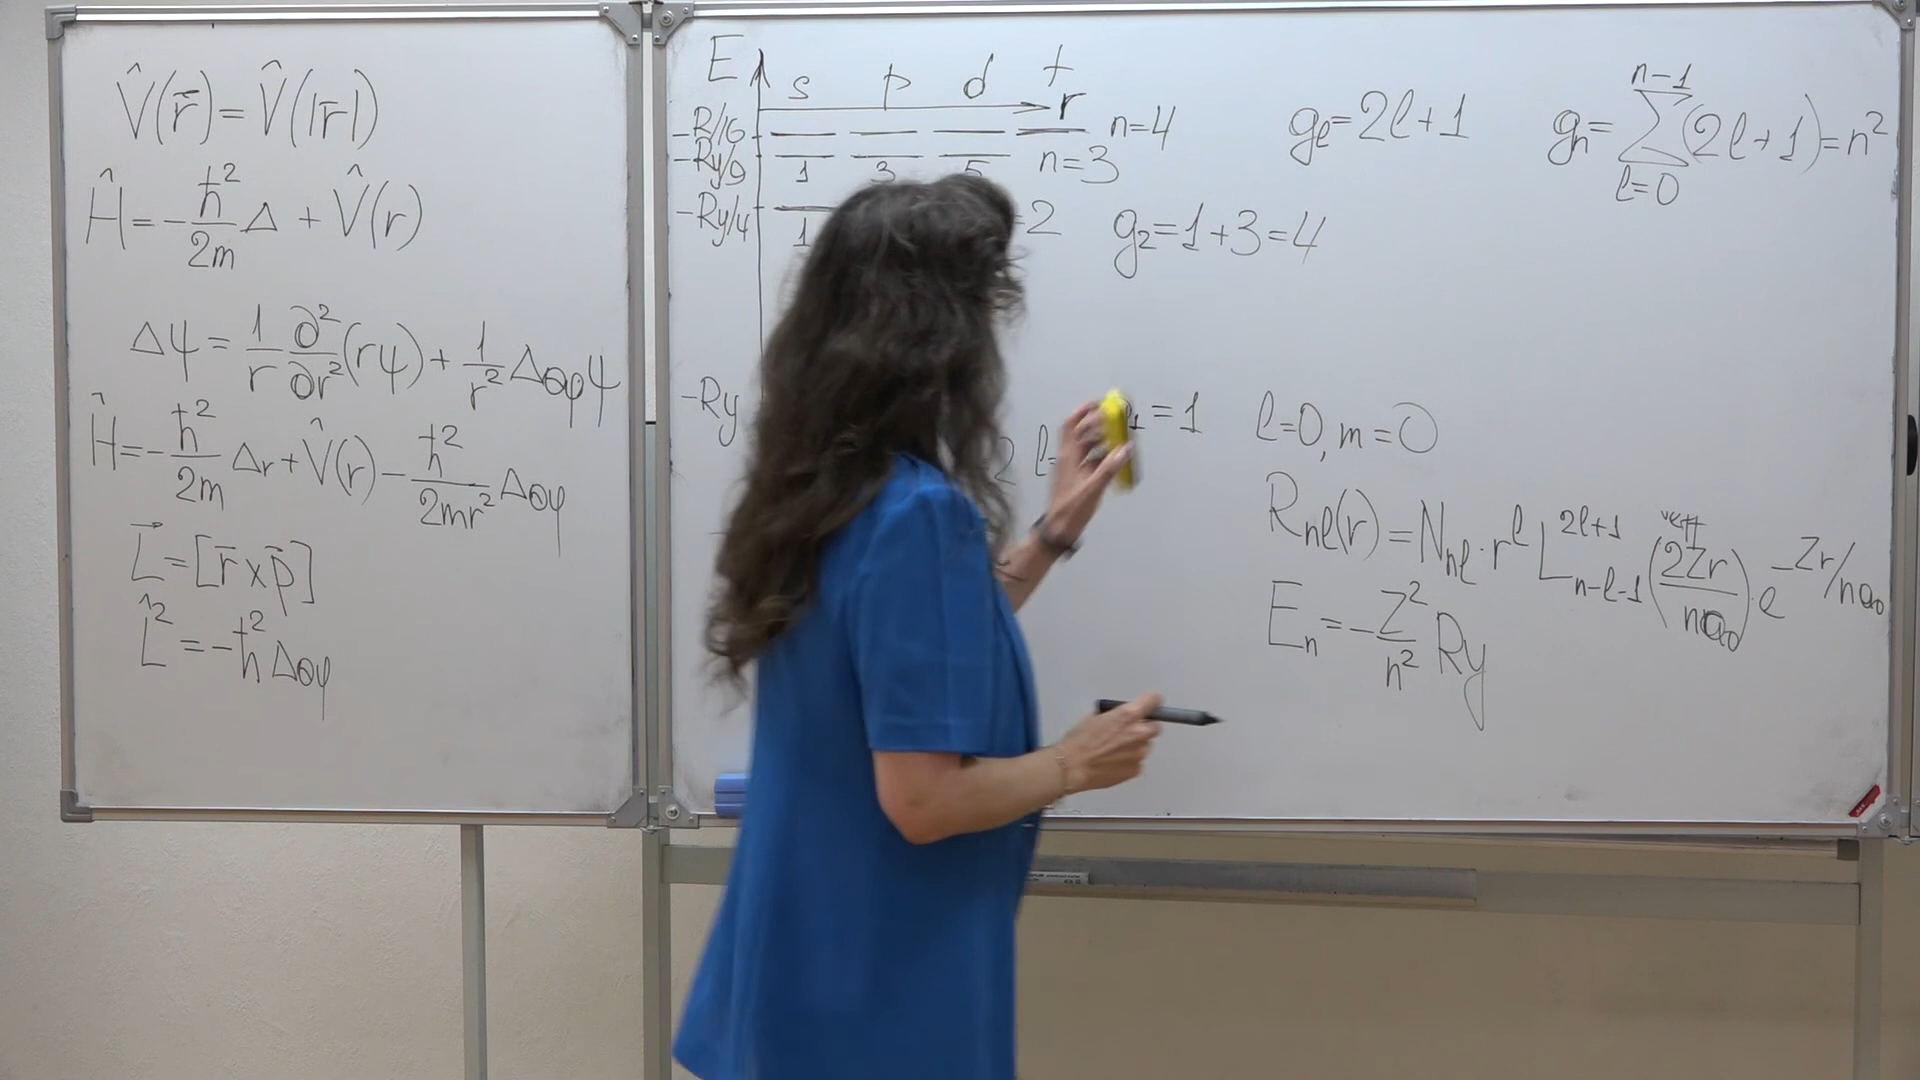 V̂(r̄) = V̂(|r̄|)
Ĥ = -ħ²/2m Δ + V̂(r)
Δψ = 1/r ∂²/∂r² (rψ) + 1/r² Δθφ ψ
Ĥ = -ħ²/2m Δr + V̂(r) - ħ²/2mr² Δθφ
L⃗ = [r̄ × p̄]
L̂² = -ħ² Δθφ
E s p d f
r
-R/16 n=4
-Ry/9 n=3
1 3 5
-Ry/4 =2 g₂ = 1+3 = 4
1
-Ry
g_l = 2l+1
g_n = Σ_{l=0}^{n-1} (2l+1) = n²
₁ = 1 l=0, m=0
2 l=
R_nl(r) = N_nl · r^l L_{n-l-1}^{2l+1} (2Zr/na₀) · e^{-Zr/na₀}
E_n = -Z²/n² Ry